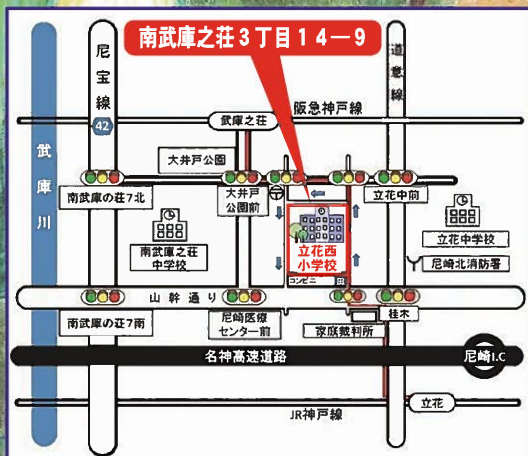 南武庫之荘3丁目14―9
尼宝線
42
道意線
阪急神戸線
武庫之荘
大井戸公園
武庫川
南武庫の荘7北
大井戸
公園前
立花中前
南武庫之荘
中学校
立花西
小学校
立花中学校
尼崎北消防署
コンビニ
山幹通り
南武庫の荘7南
尼崎医療
センター前
家庭裁判所
桂木
名神高速道路
尼崎I.C
JR神戸線
立花